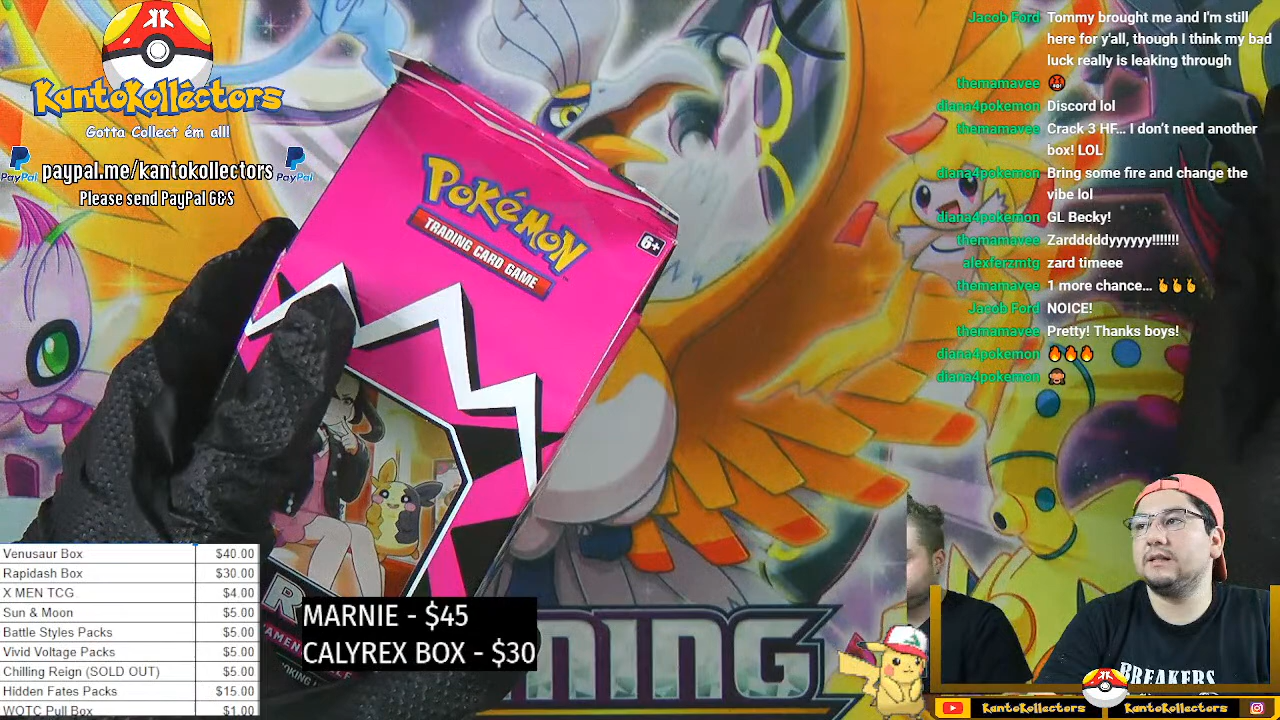 KantoKollectors
Gotta Collect ém all!
PayPal paypal.me/kantokollectors PayPal
Please send PayPal G&S
POKéMON
TRADING CARD GAME
6+
Jacob Ford Tommy brought me and I'm still
here for y'all, though I think my bad
luck really is leaking through
themamavee
diana4pokemon Discord lol
themamavee Crack 3 HF... I don't need another
box! LOL
diana4pokemon Bring some fire and change the
vibe lol
diana4pokemon GL Becky!
themamavee Zardddddyyyyyy!!!!!!!
alexferzmtg zard timeee
themamavee 1 more chance...
Jacob Ford NOICE!
themamavee Pretty! Thanks boys!
diana4pokemon
diana4pokemon
Venusaur Box $40.00
Rapidash Box $30.00
X MEN TCG $4.00
Sun & Moon $5.00
Battle Styles Packs $5.00
Vivid Voltage Packs $5.00
Chilling Reign (SOLD OUT) $5.00
Hidden Fates Packs $15.00
WOTC Pull Box $1.00
MARNIE - $45
CALYREX BOX - $30
BREAKERS
KantoKollectors KantoKollectors